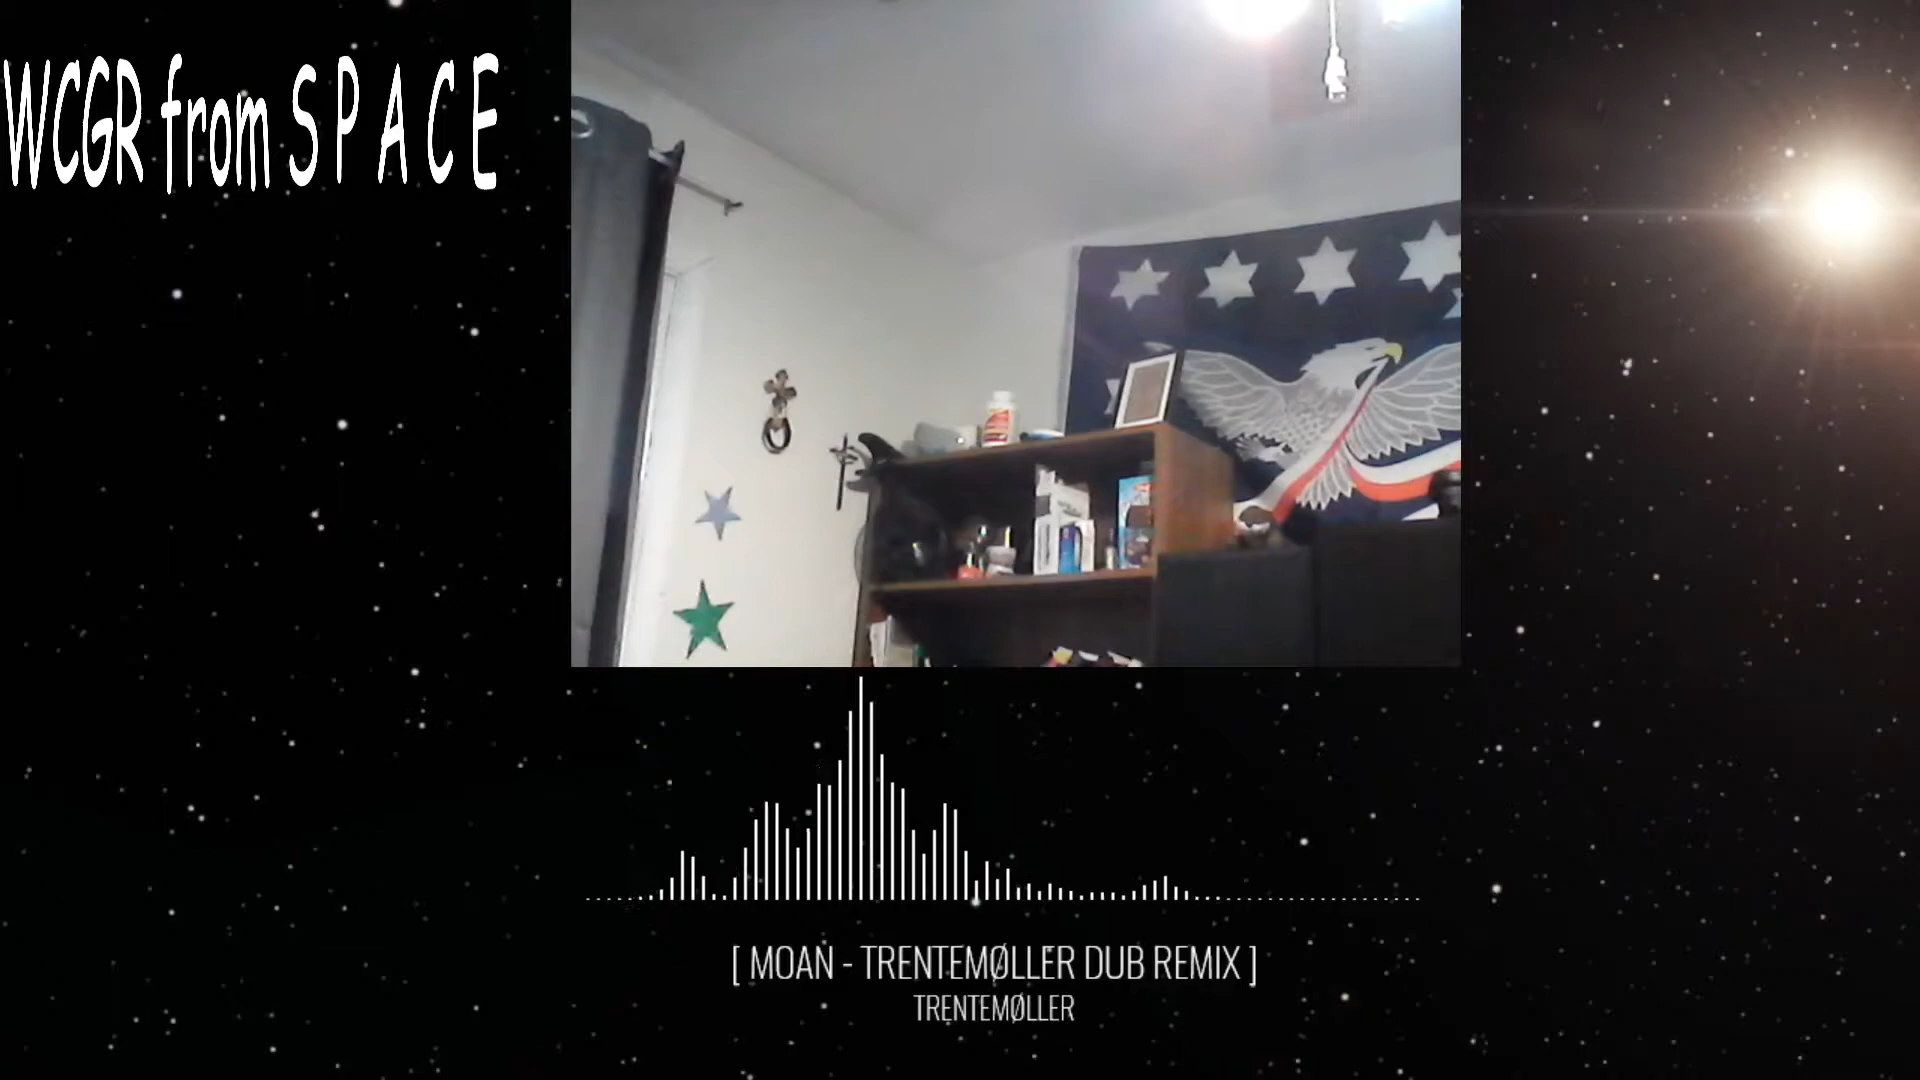 WCGR from S P A C E
[ MOAN - TRENTEMØLLER DUB REMIX ]
TRENTEMØLLER